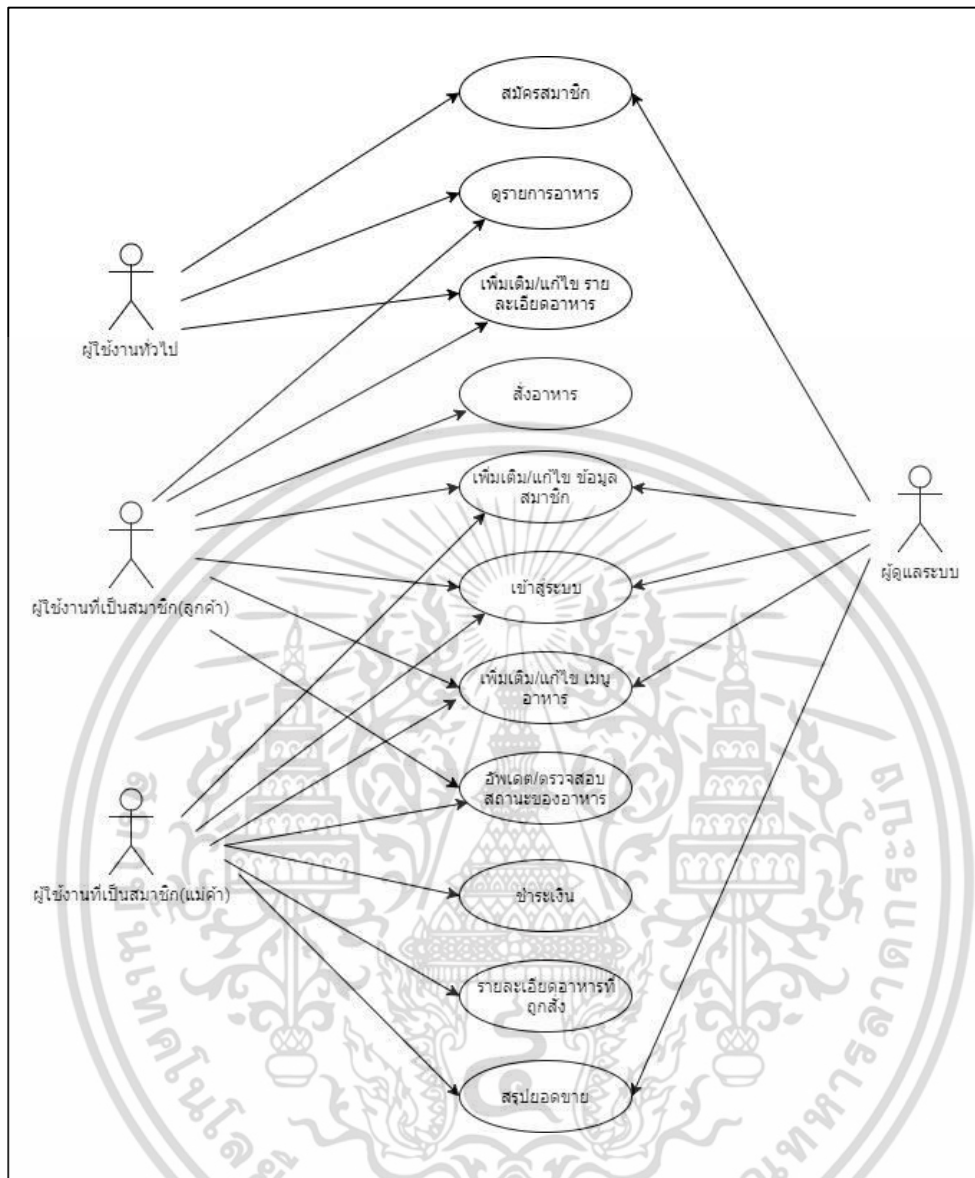 สมัครสมาชิก
ดูรายการอาหาร
เพิ่มเติม/แก้ไข ราย
ละเอียดอาหาร
ผู้ใช้งานทั่วไป
สั่งอาหาร
เพิ่มเติม/แก้ไข ข้อมูล
สมาชิก
ผู้ดูแลระบบ
เข้าสู่ระบบ
ผู้ใช้งานที่เป็นสมาชิก(ลูกค้า)
เพิ่มเติม/แก้ไข เมนู
อาหาร
อัพเดต/ตรวจสอบ
สถานะของอาหาร
ผู้ใช้งานที่เป็นสมาชิก(แม่ค้า)
ชำระเงิน
รายละเอียดอาหารที่
ถูกสั่ง
สรุปยอดขาย